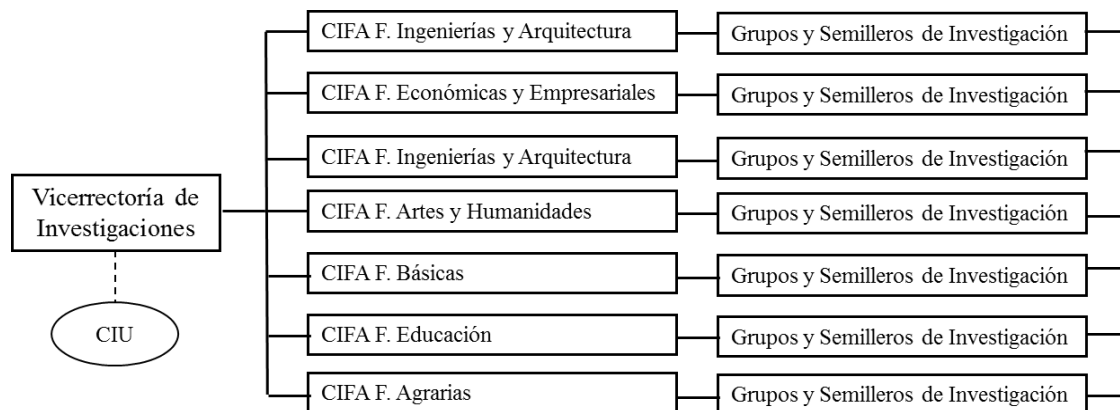 CIFA F. Ingenierías y Arquitectura
Grupos y Semilleros de Investigación
CIFA F. Económicas y Empresariales
Grupos y Semilleros de Investigación
CIFA F. Ingenierías y Arquitectura
Grupos y Semilleros de Investigación
Vicerrectoría de
Investigaciones
CIFA F. Artes y Humanidades
Grupos y Semilleros de Investigación
CIFA F. Básicas
Grupos y Semilleros de Investigación
CIU
CIFA F. Educación
Grupos y Semilleros de Investigación
CIFA F. Agrarias
Grupos y Semilleros de Investigación